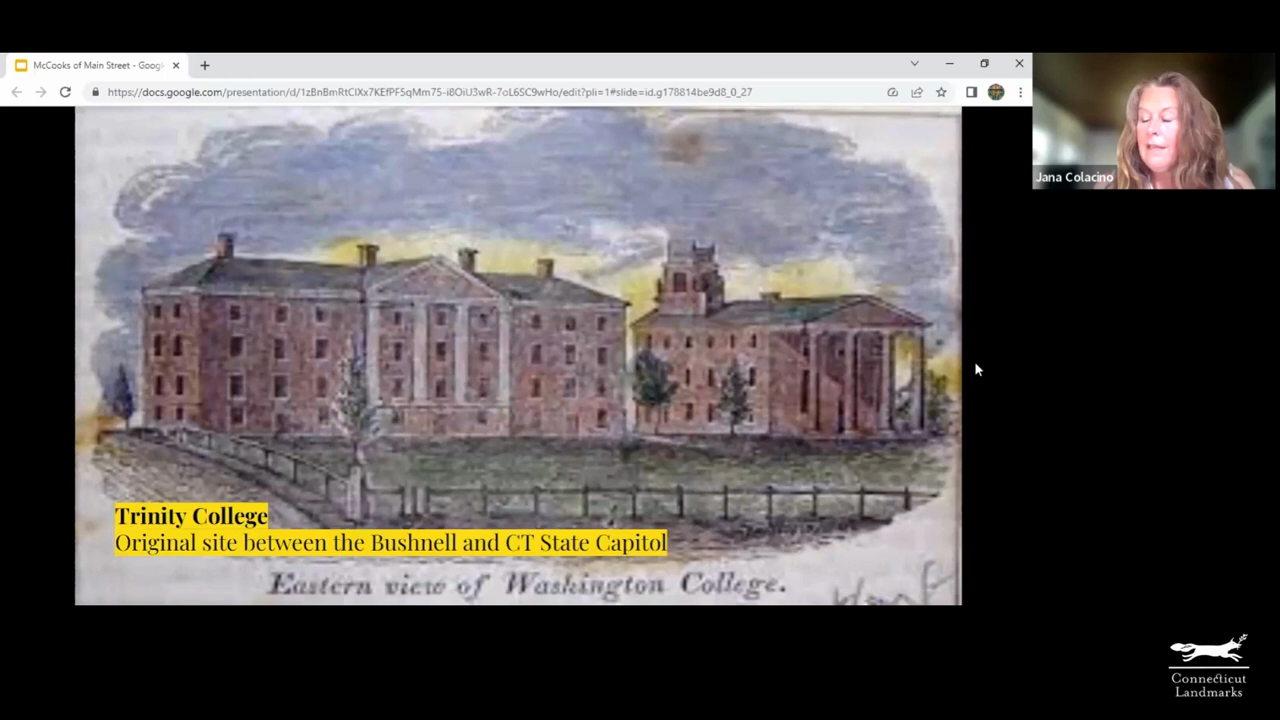 McCooks of Main Street - Goog
https://docs.google.com/presentation/d/1zBnBmRtClXx7KEfPF5qMm75-i8OiU3wR-7oL6SC9wHo/edit?pli=1#slide=id.g178814be9d8_0_27
Jana Colacino
Trinity College
Original site between the Bushnell and CT State Capitol
Eastern view of Washington College.
Connecticut
Landmarks